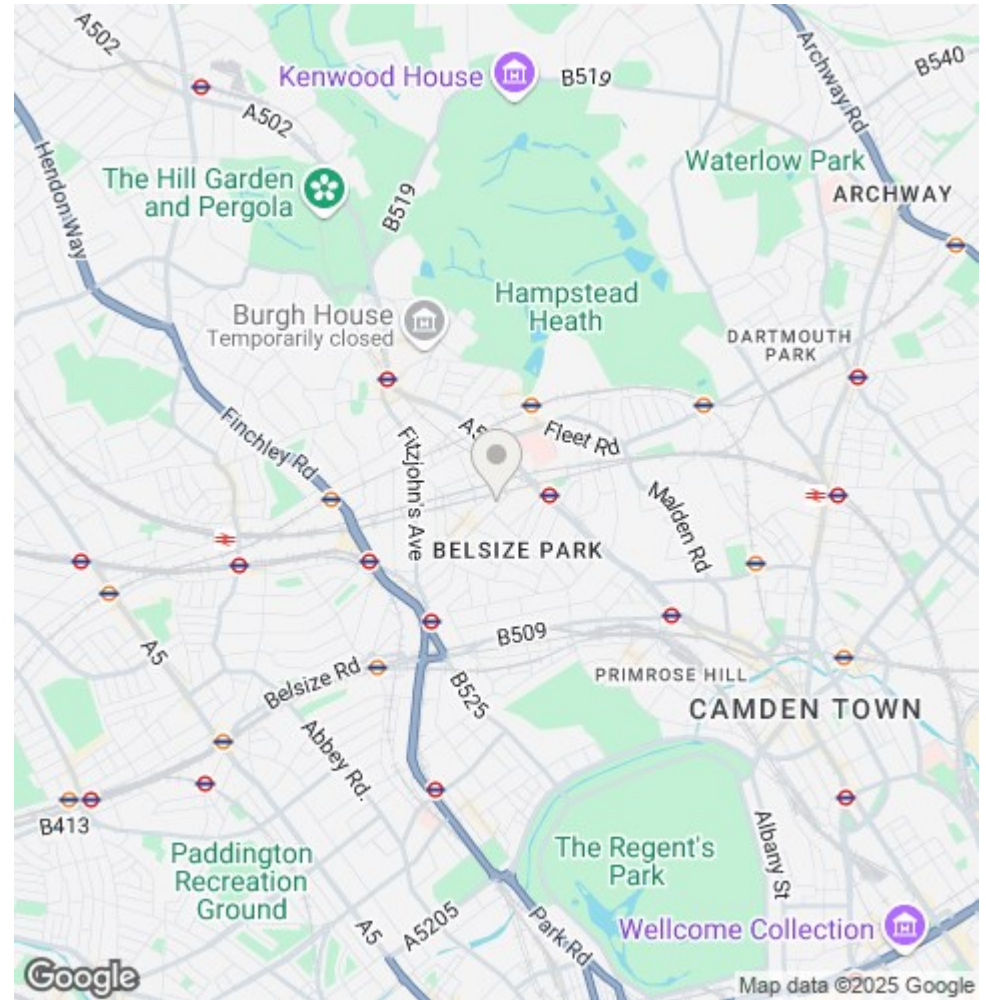 A502
Kenwood House
B519
Archway Rd
B540
A502
Hendon Way
The Hill Garden
and Pergola
B519
Waterlow Park
ARCHWAY
Burgh House
Temporarily closed
Hampstead
Heath
DARTMOUTH
PARK
Finchley Rd
Fitzjohn's Ave
Fleet Rd
Malden Rd
BELSIZE PARK
A5
B509
Belsize Rd
B525
PRIMROSE HILL
CAMDEN TOWN
Abbey Rd.
B413
Paddington
Recreation
Ground
The Regent's
Park
Albany St
A5
A5205
Park Rd
Wellcome Collection
Google
Map data ©2025 Google